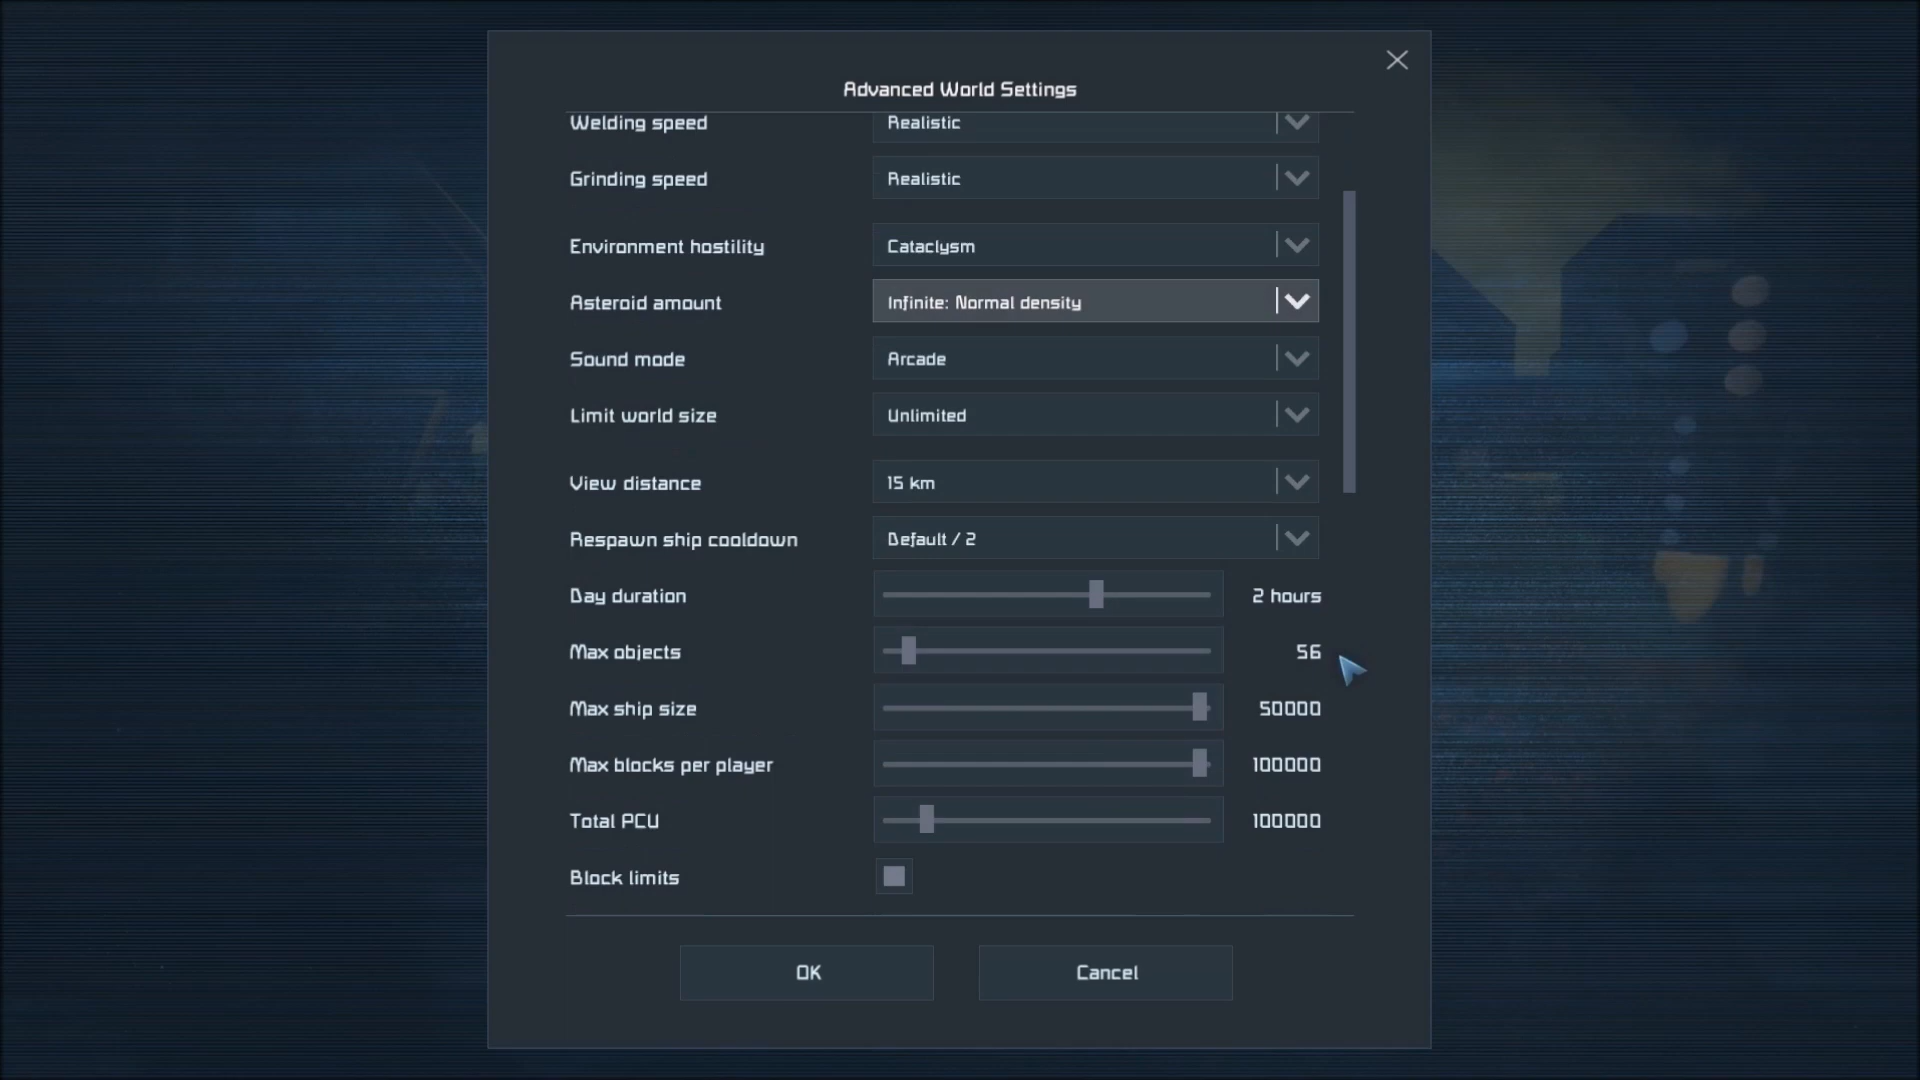 Advanced World Settings
Welding speed Realistic
Grinding speed Realistic
Environment hostility Cataclysm
Asteroid amount Infinite: Normal density
Sound mode Arcade
Limit world size Unlimited
View distance 15 km
Respawn ship cooldown Default / 2
Day duration 2 hours
Max objects 56
Max ship size 50000
Max blocks per player 100000
Total PCU 100000
Block limits
OK Cancel